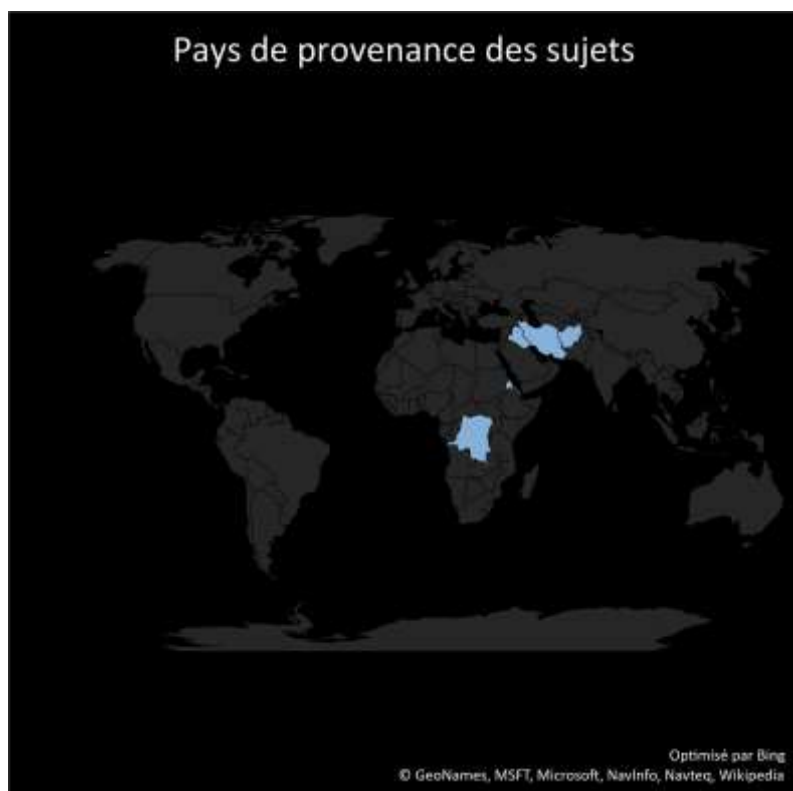 Pays de provenance des sujets
Optimisé par Bing
© GeoNames, MSFT, Microsoft, NavInfo, Navteq, Wikipedia